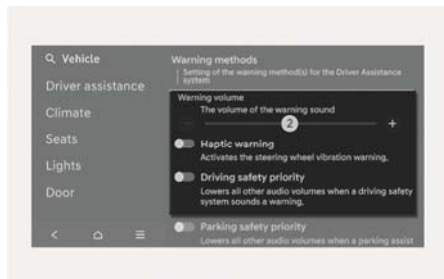 Vehicle
Driver assistance
Climate
Seats
Lights
Door
Warning methods
Setting of the warning method(s) for the Driver Assistance
system
Warning volume
The volume of the warning sound
2
Haptic warning
Activates the steering wheel vibration warning.
Driving safety priority
Lowers all other audio volumes when a driving safety
system sounds a warning.
Parking safety priority
Lowers all other audio volumes when a parking assist